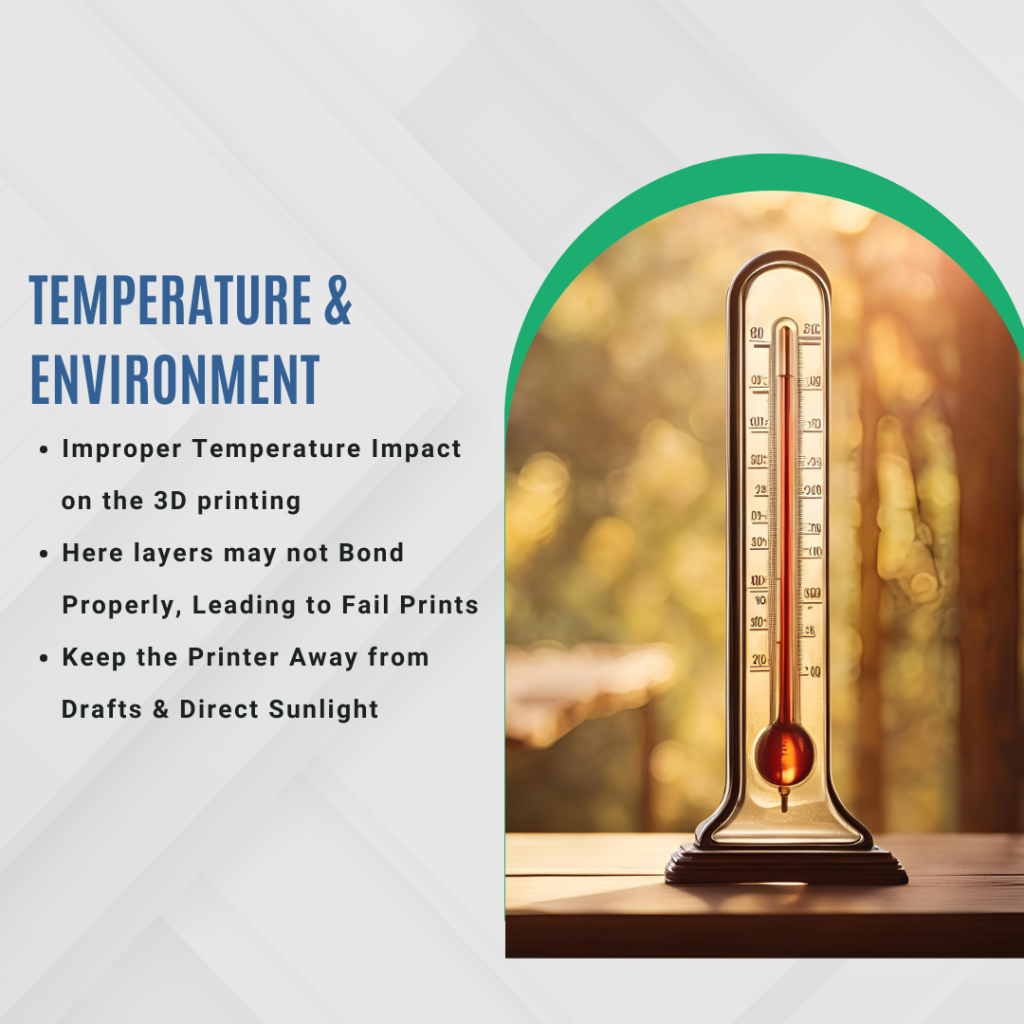 TEMPERATURE &
ENVIRONMENT
• Improper Temperature Impact
on the 3D printing
• Here layers may not Bond
Properly, Leading to Fail Prints
• Keep the Printer Away from
Drafts & Direct Sunlight